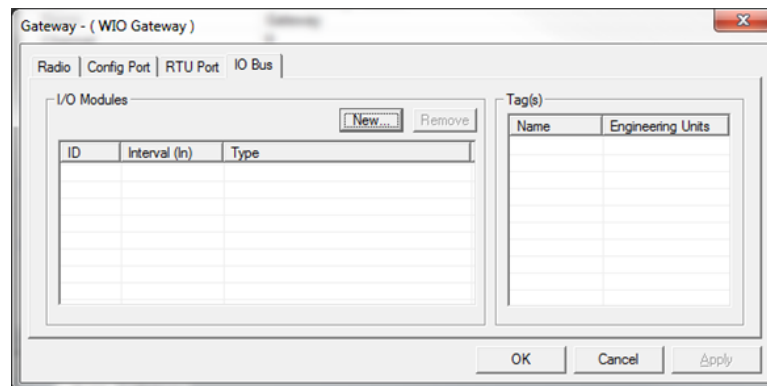 Gateway - ( WIO Gateway )
Radio Config Port RTU Port IO Bus
I/O Modules
New... Remove
ID Interval (In) Type
Tag(s)
Name Engineering Units
OK Cancel Apply